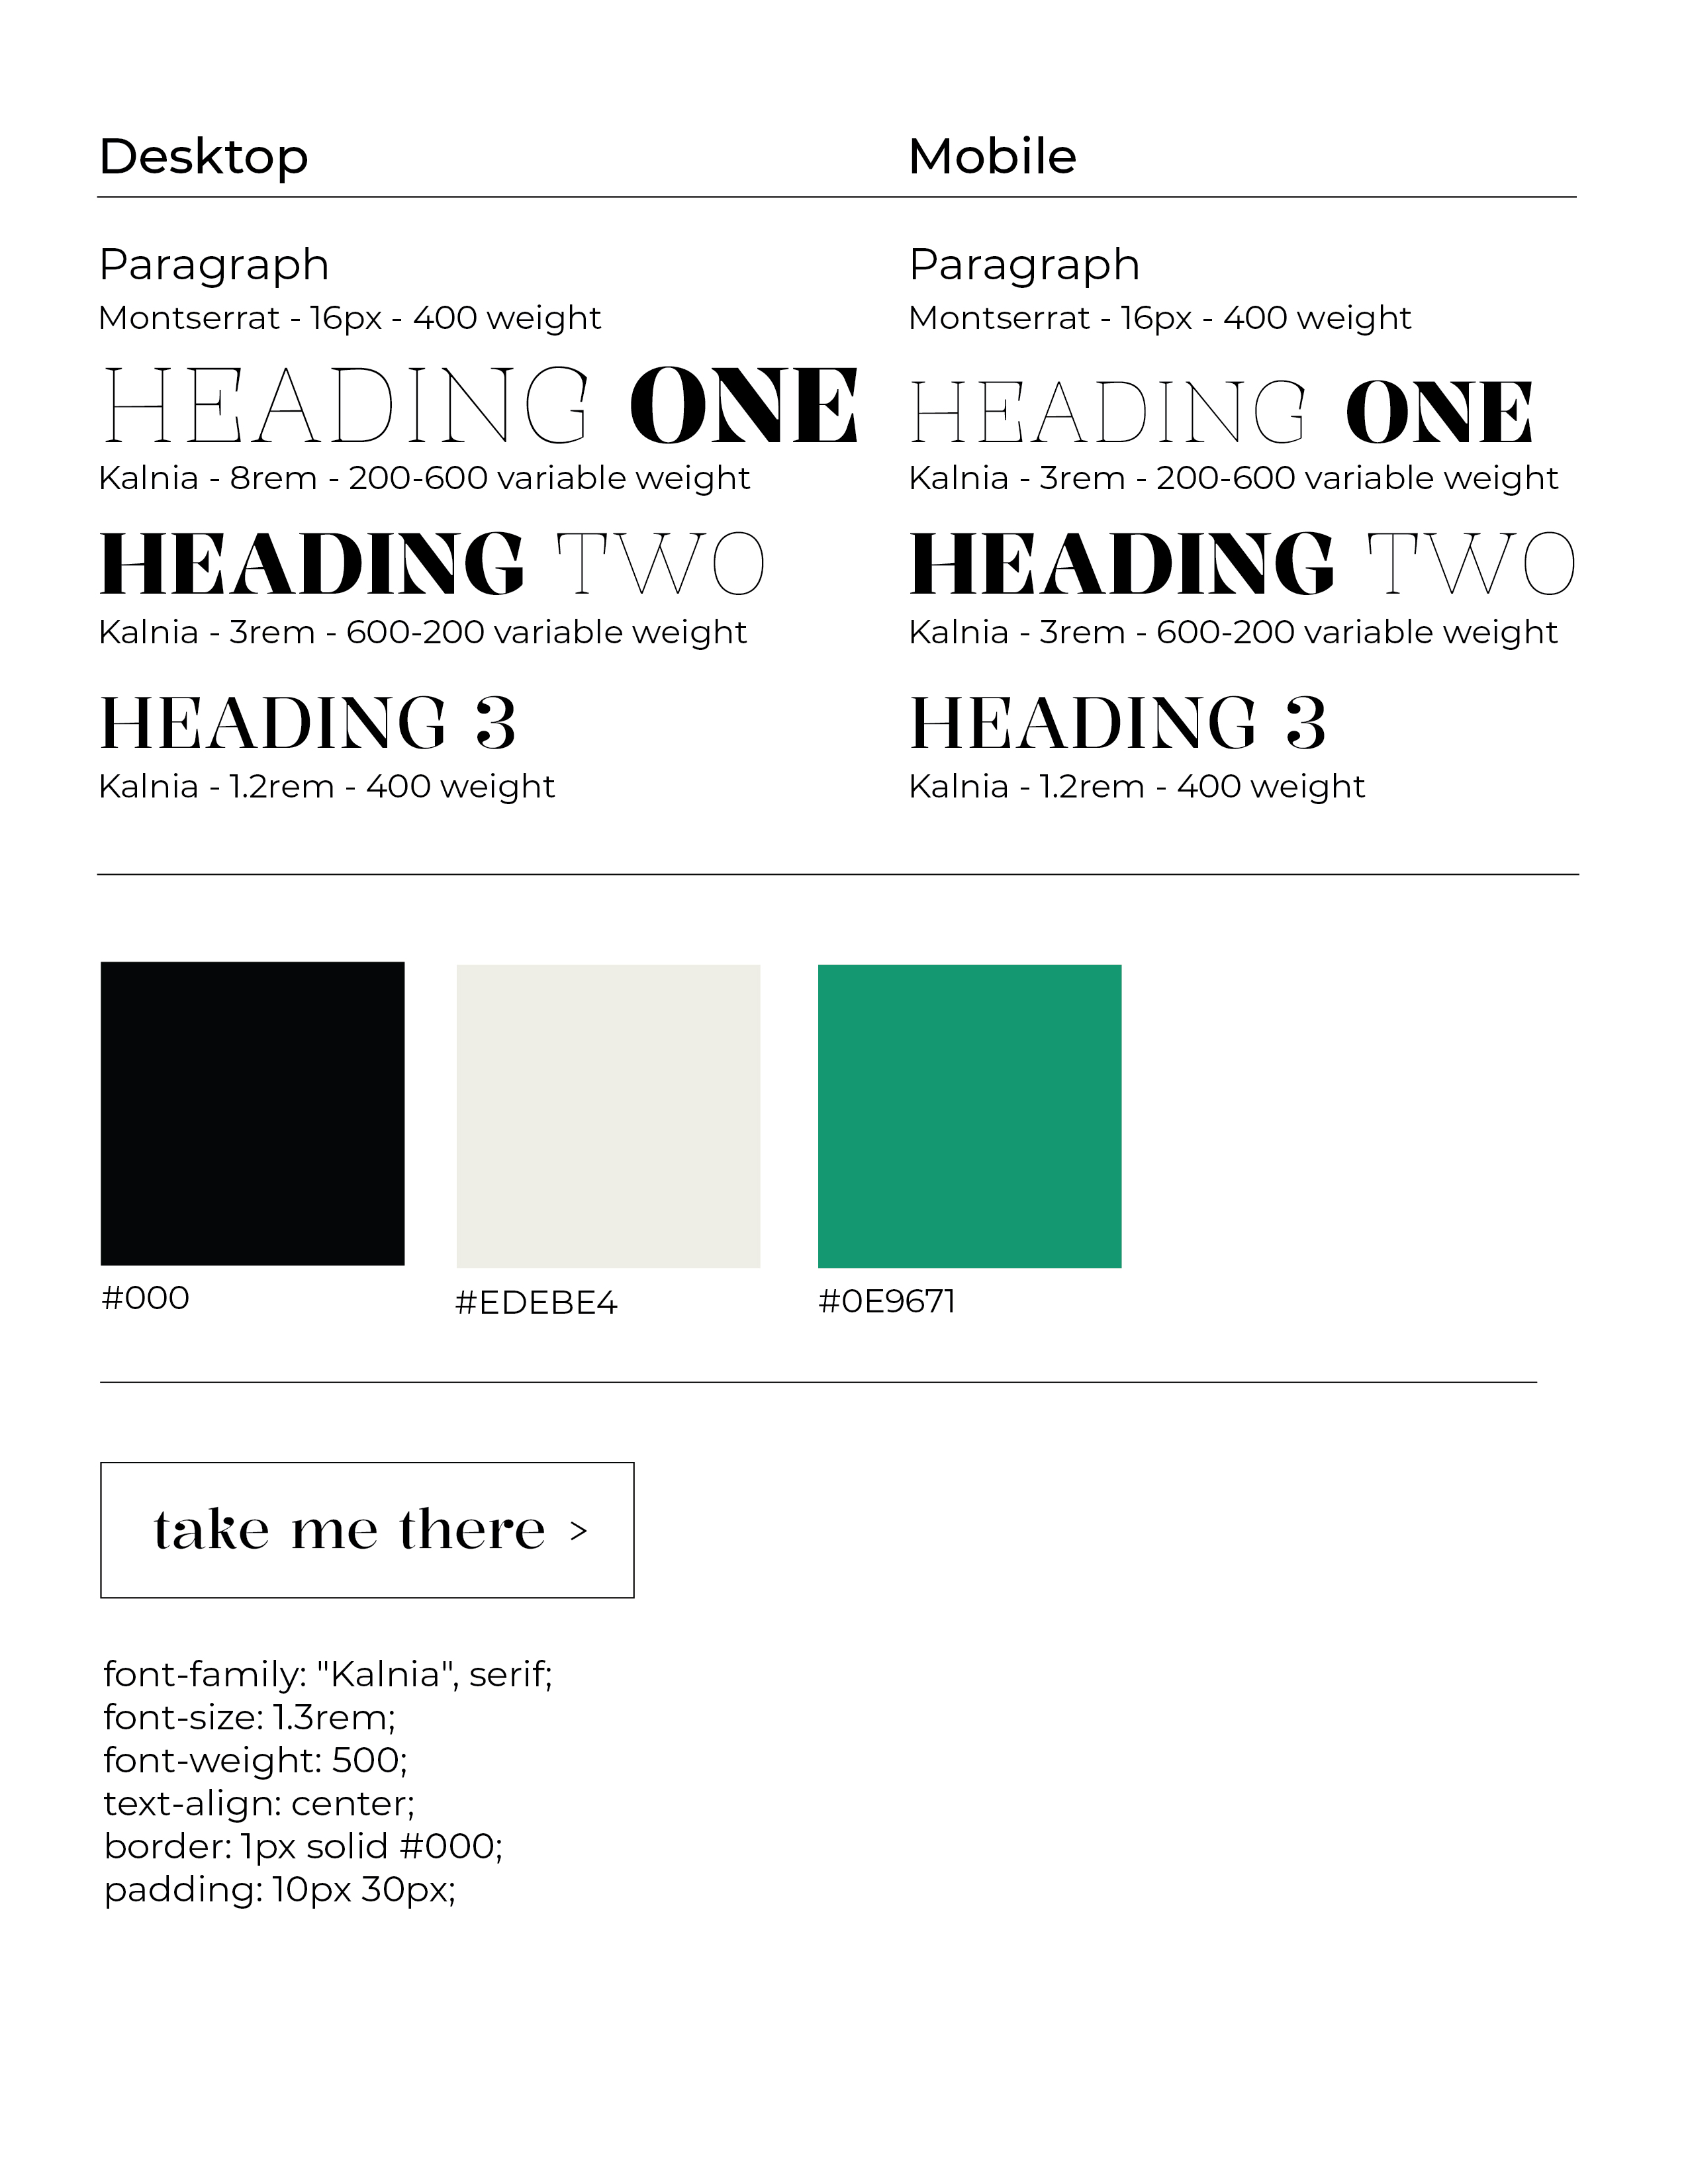 Desktop
Mobile
Paragraph
Montserrat - 16px - 400 weight
HEADING ONE
Kalnia - 8rem - 200-600 variable weight
HEADING TWO
Kalnia - 3rem - 600-200 variable weight
HEADING 3
Kalnia - 1.2rem - 400 weight
Paragraph
Montserrat - 16px - 400 weight
HEADING ONE
Kalnia - 3rem - 200-600 variable weight
HEADING TWO
Kalnia - 3rem - 600-200 variable weight
HEADING 3
Kalnia - 1.2rem - 400 weight
#000
#EDEBE4
#0E9671
take me there >
font-family: "Kalnia", serif;
font-size: 1.3rem;
font-weight: 500;
text-align: center;
border: 1px solid #000;
padding: 10px 30px;